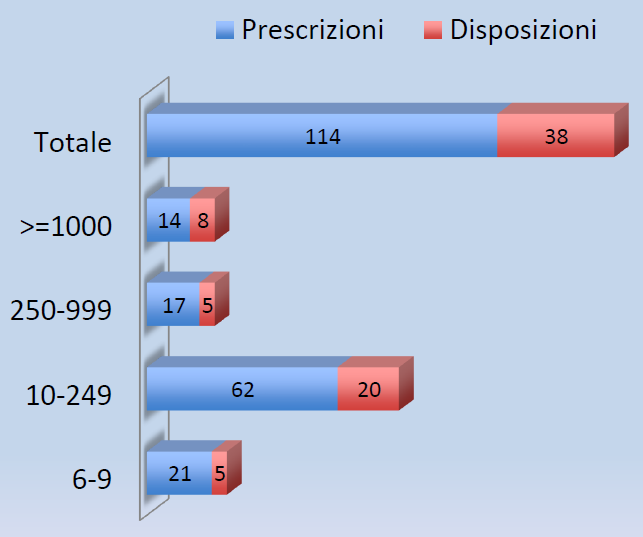 Prescrizioni Disposizioni
Totale 114 38
>=1000 14 8
250-999 17 5
10-249 62 20
6-9 21 5